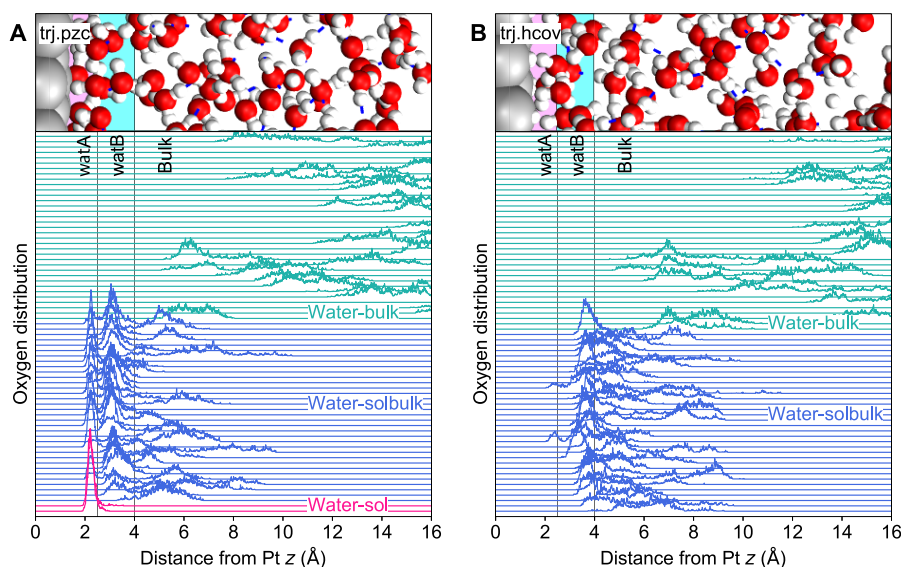 A
trj.pzc
watA
watB
Bulk
Oxygen distribution
Water-bulk
Water-solbulk
Water-sol
0 2 4 6 8 10 12 14 16
Distance from Pt z (Å)
B
trj.hcov
watA
watB
Bulk
Oxygen distribution
Water-bulk
Water-solbulk
0 2 4 6 8 10 12 14 16
Distance from Pt z (Å)